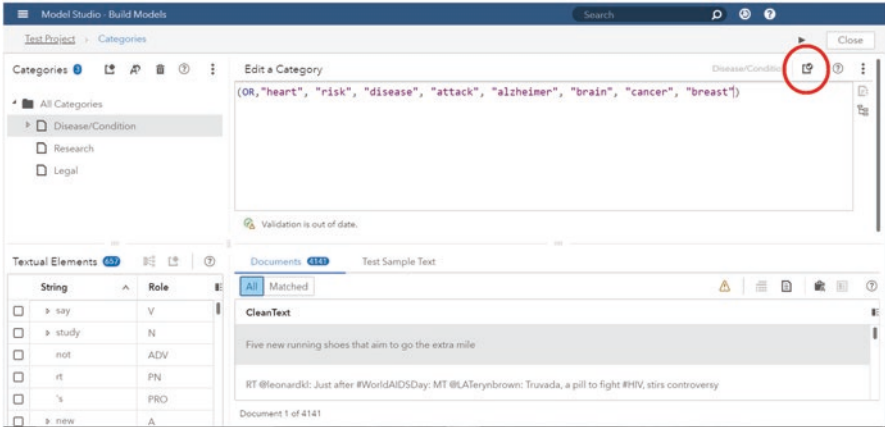 Model Studio - Build Models
Search
Test Project › Categories
Close
Categories 3
Edit a Category
Disease/Condition
(OR,"heart", "risk", "disease", "attack", "alzheimer", "brain", "cancer", "breast")
All Categories
Disease/Condition
Research
Legal
Validation is out of date.
Textual Elements 657
Documents 4141 Test Sample Text
All Matched
String Role
CleanText
say V
study N
not ADV
rt PN
's PRO
new A
Five new running shoes that aim to go the extra mile
RT @leonardkl: Just after #WorldAIDSDay: MT @LATerynbrown: Truvada, a pill to fight #HIV, stirs controversy
Document 1 of 4141